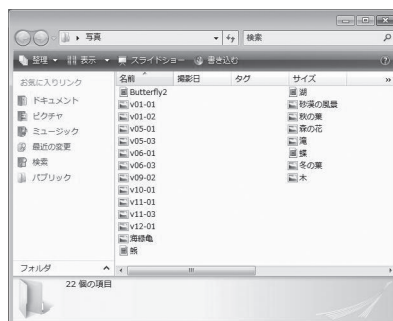 写真
検索
整理 表示 スライドショー 書き込む
お気に入りリンク
ドキュメント
ピクチャ
ミュージック
最近の変更
検索
パブリック
フォルダ
名前 撮影日 タグ サイズ »
Butterfly2
v01-01
v01-02
v05-01
v05-03
v06-01
v06-03
v09-02
v10-01
v11-01
v11-03
v12-01
海緑亀
熊
湖
砂漠の風景
秋の葉
森の花
滝
蝶
冬の葉
木
22 個の項目